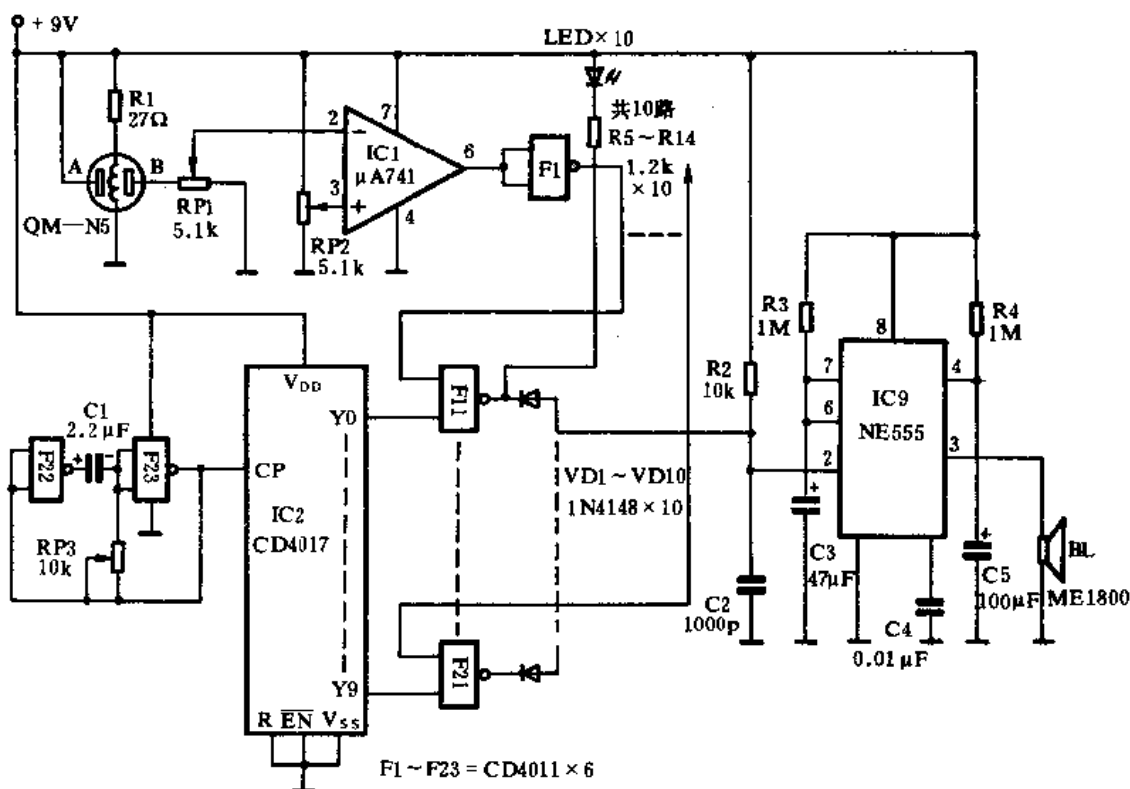 +9V
LED×10
R1
27Ω
A
B
QM—N5
RP1
5.1k
2
7
IC1
μA741
3
4
6
RP2
5.1k
F1
共10路
R5～R14
1.2k
×10
VDD
C1
2.2μF
F22
F23
RP3
10k
CP
IC2
CD4017
Y0
Y9
R EN VSS
F11
F21
VD1～VD10
1N4148×10
R2
10k
C2
1000p
R3
1M
R4
1M
8
7
6
2
4
3
IC9
NE555
C3
47μF
C4
0.01μF
C5
100μF
BL
ME1800
F1～F23=CD4011×6